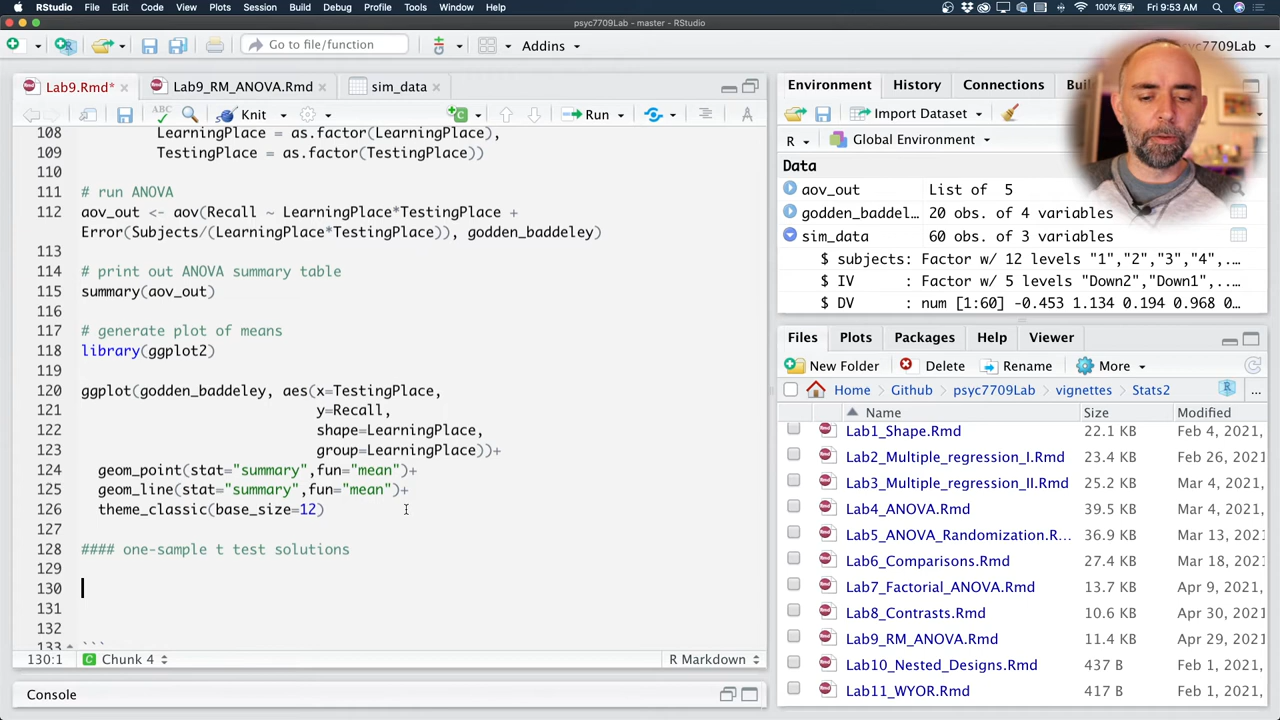 RStudio File Edit Code View Plots Session Build Debug Profile Tools Window Help 100% Fri 9:53 AM
psyc7709Lab - master - RStudio
Go to file/function Addins yc7709Lab
Lab9.Rmd* Lab9_RM_ANOVA.Rmd sim_data
ABC Knit Run
108 LearningPlace = as.factor(LearningPlace),
109 TestingPlace = as.factor(TestingPlace))
110
111 # run ANOVA
112 aov_out <- aov(Recall ~ LearningPlace*TestingPlace +
Error(Subjects/(LearningPlace*TestingPlace)), godden_baddeley)
113
114 # print out ANOVA summary table
115 summary(aov_out)
116
117 # generate plot of means
118 library(ggplot2)
119
120 ggplot(godden_baddeley, aes(x=TestingPlace,
121 y=Recall,
122 shape=LearningPlace,
123 group=LearningPlace))+
124 geom_point(stat="summary",fun="mean")+
125 geom_line(stat="summary",fun="mean")+
126 theme_classic(base_size=12)
127
128 #### one-sample t test solutions
129
130
131
132
133 ```
130:1 Chunk 4 R Markdown
Console
Environment History Connections Bui
Import Dataset
R Global Environment
Data
aov_out List of 5
godden_baddel… 20 obs. of 4 variables
sim_data 60 obs. of 3 variables
$ subjects: Factor w/ 12 levels "1","2","3","4",..…
$ IV : Factor w/ 5 levels "Down2","Down1",..…
$ DV : num [1:60] -0.453 1.134 0.194 0.968 0…
Files Plots Packages Help Viewer
New Folder Delete Rename More
Home Github psyc7709Lab vignettes Stats2 ...
Name Size Modified
Lab1_Shape.Rmd 22.1 KB Feb 4, 2021,
Lab2_Multiple_regression_I.Rmd 23.4 KB Feb 26, 2021,
Lab3_Multiple_regression_II.Rmd 25.2 KB Mar 4, 2021,
Lab4_ANOVA.Rmd 39.5 KB Mar 4, 2021,
Lab5_ANOVA_Randomization.R... 36.9 KB Mar 13, 2021,
Lab6_Comparisons.Rmd 27.4 KB Mar 18, 2021,
Lab7_Factorial_ANOVA.Rmd 13.7 KB Apr 9, 2021,
Lab8_Contrasts.Rmd 10.6 KB Apr 30, 2021,
Lab9_RM_ANOVA.Rmd 11.4 KB Apr 29, 2021,
Lab10_Nested_Designs.Rmd 437 B Feb 1, 2021,
Lab11_WYOR.Rmd 417 B Feb 1, 2021,